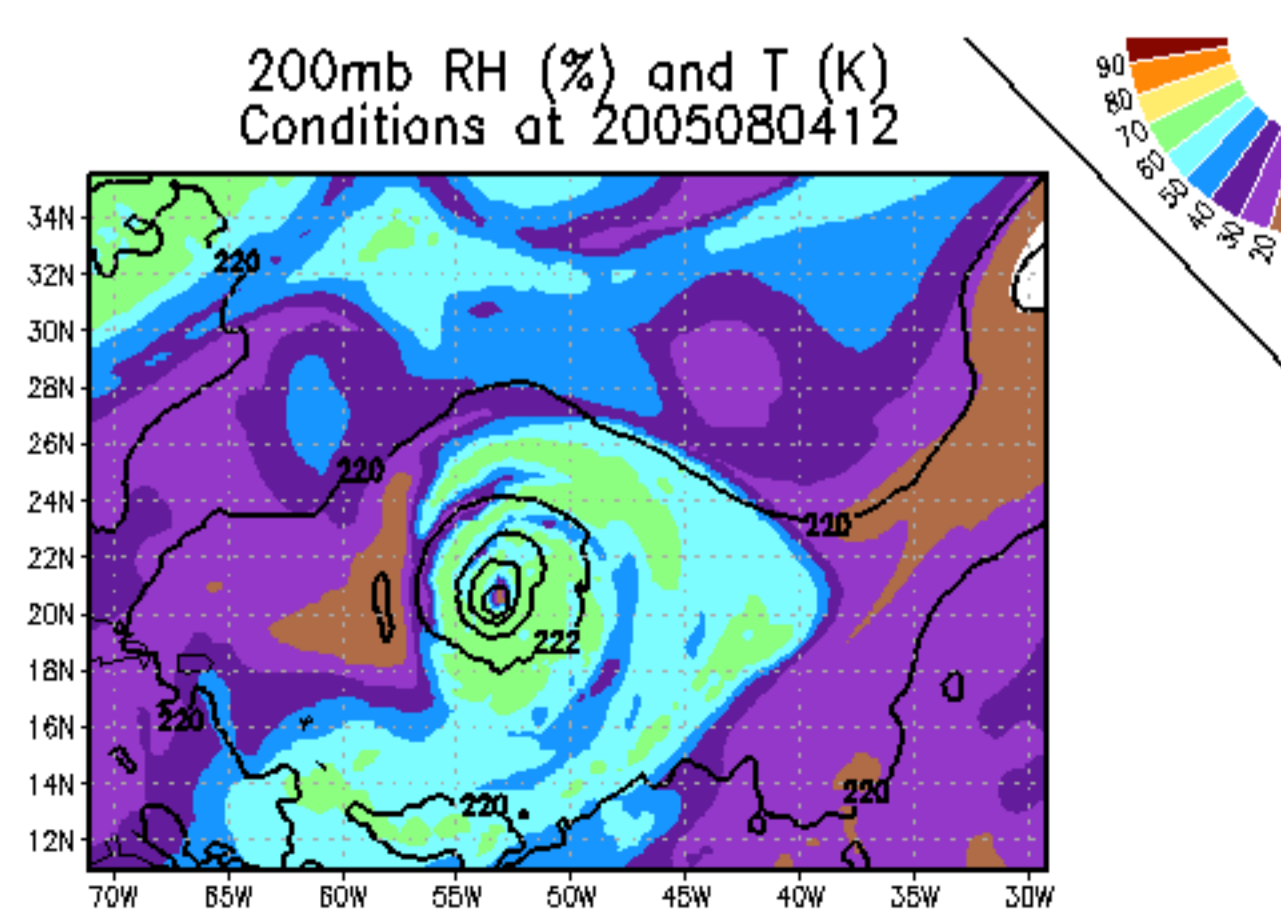 200mb RH (%) and T (K)
Conditions at 2005080412
90
80
70
60
50
40
30
20
34N
32N
30N
28N
26N
24N
22N
20N
18N
16N
14N
12N
220
220
220
222
220
220
220
70W
65W
60W
55W
50W
45W
40W
35W
30W